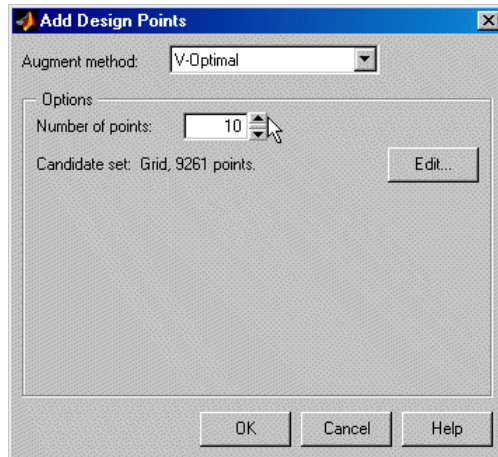 Add Design Points
Augment method: V-Optimal
Options
Number of points: 10
Candidate set: Grid, 9261 points. Edit...
OK Cancel Help